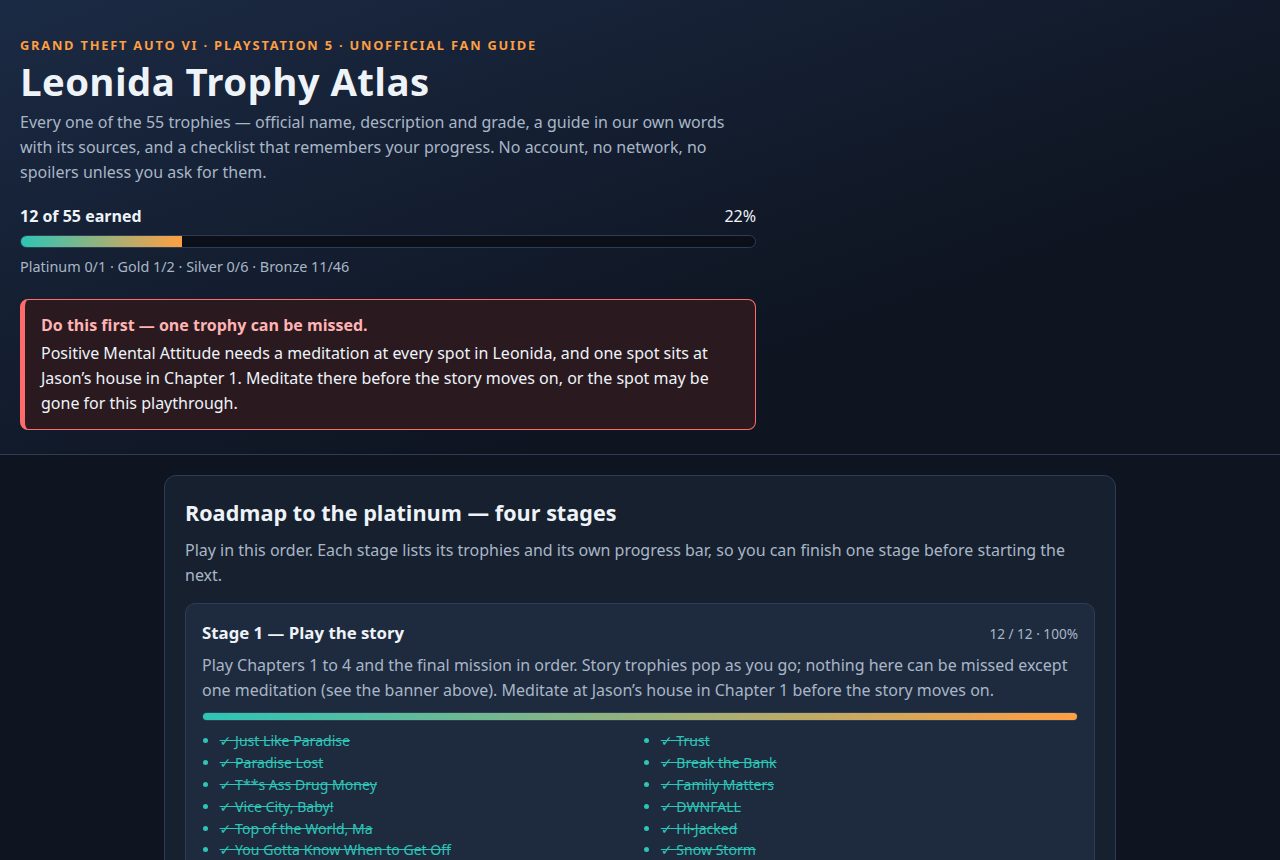 GRAND THEFT AUTO VI · PLAYSTATION 5 · UNOFFICIAL FAN GUIDE
Leonida Trophy Atlas
Every one of the 55 trophies — official name, description and grade, a guide in our own words
with its sources, and a checklist that remembers your progress. No account, no network, no
spoilers unless you ask for them.
12 of 55 earned 22%
Platinum 0/1 · Gold 1/2 · Silver 0/6 · Bronze 11/46
Do this first — one trophy can be missed.
Positive Mental Attitude needs a meditation at every spot in Leonida, and one spot sits at
Jason’s house in Chapter 1. Meditate there before the story moves on, or the spot may be
gone for this playthrough.
Roadmap to the platinum — four stages
Play in this order. Each stage lists its trophies and its own progress bar, so you can finish one stage before starting the
next.
Stage 1 — Play the story 12 / 12 · 100%
Play Chapters 1 to 4 and the final mission in order. Story trophies pop as you go; nothing here can be missed except
one meditation (see the banner above). Meditate at Jason’s house in Chapter 1 before the story moves on.
• ✓ Just Like Paradise
• ✓ Paradise Lost
• ✓ T**s Ass Drug Money
• ✓ Vice City, Baby!
• ✓ Top of the World, Ma
• ✓ You Gotta Know When to Get Off
• ✓ Trust
• ✓ Break the Bank
• ✓ Family Matters
• ✓ DWNFALL
• ✓ Hi-Jacked
• ✓ Snow Storm